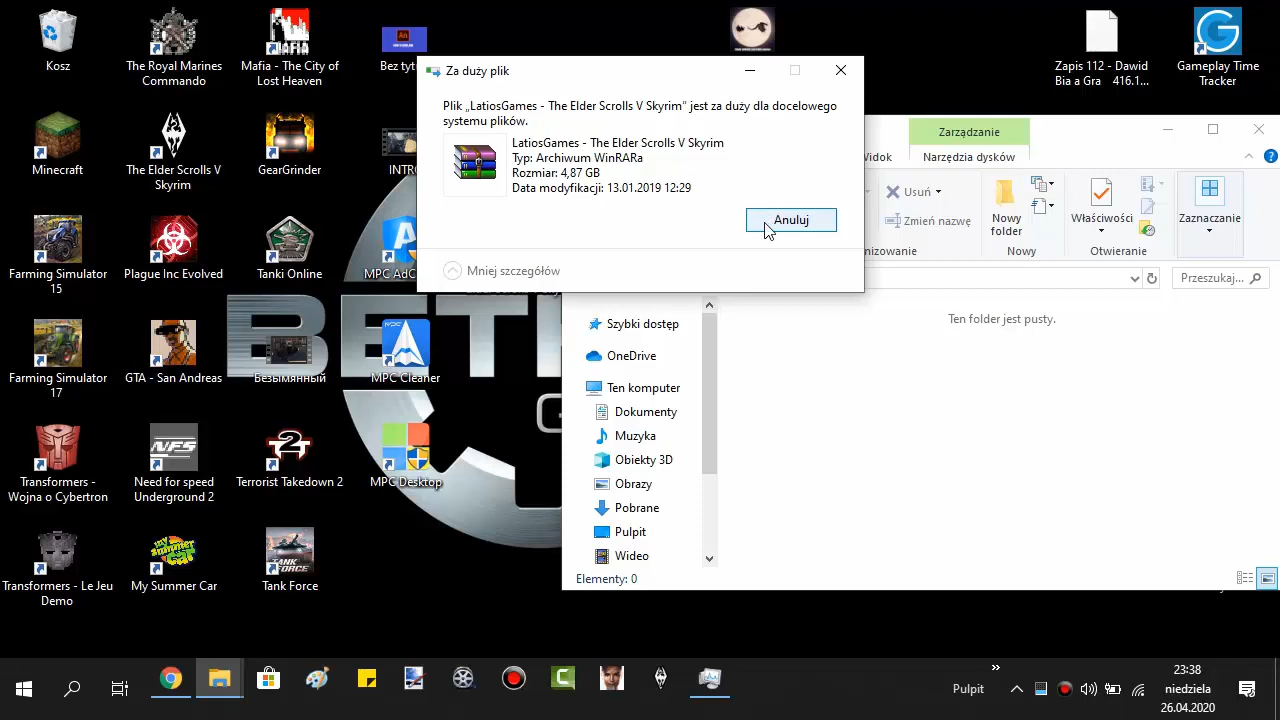 Kosz
The Royal Marines
Commando
Mafia - The City of
Lost Heaven
Bez tyt
Zapis 112 - Dawid
Bia a Gra 416.1...
Gameplay Time
Tracker
Za duży plik
Plik „LatiosGames - The Elder Scrolls V Skyrim” jest za duży dla docelowego
systemu plików.
LatiosGames - The Elder Scrolls V Skyrim
Typ: Archiwum WinRARa
Rozmiar: 4,87 GB
Data modyfikacji: 13.01.2019 12:29
Anuluj
Mniej szczegółów
Zarządzanie
Vidok
Narzędzia dysków
Usuń
Zmień nazwę
nizowanie
Nowy
folder
Nowy
Właściwości
Otwieranie
Zaznaczanie
Przeszukaj...
Ten folder jest pusty.
Szybki dostęp
OneDrive
Ten komputer
Dokumenty
Muzyka
Obiekty 3D
Obrazy
Pobrane
Pulpit
Wideo
Elementy: 0
Minecraft
The Elder Scrolls V
Skyrim
GearGrinder
INTRO
Farming Simulator
15
Plague Inc Evolved
Tanki Online
MPC AdC
BETH
G
Farming Simulator
17
GTA - San Andreas
Безымянный
MPC Cleaner
Transformers -
Wojna o Cybertron
NFS
Need for speed
Underground 2
Terrorist Takedown 2
MPC Desktop
Transformers - Le Jeu
Demo
My Summer Car
TANK
FORCE
Tank Force
Pulpit
23:38
niedziela
26.04.2020